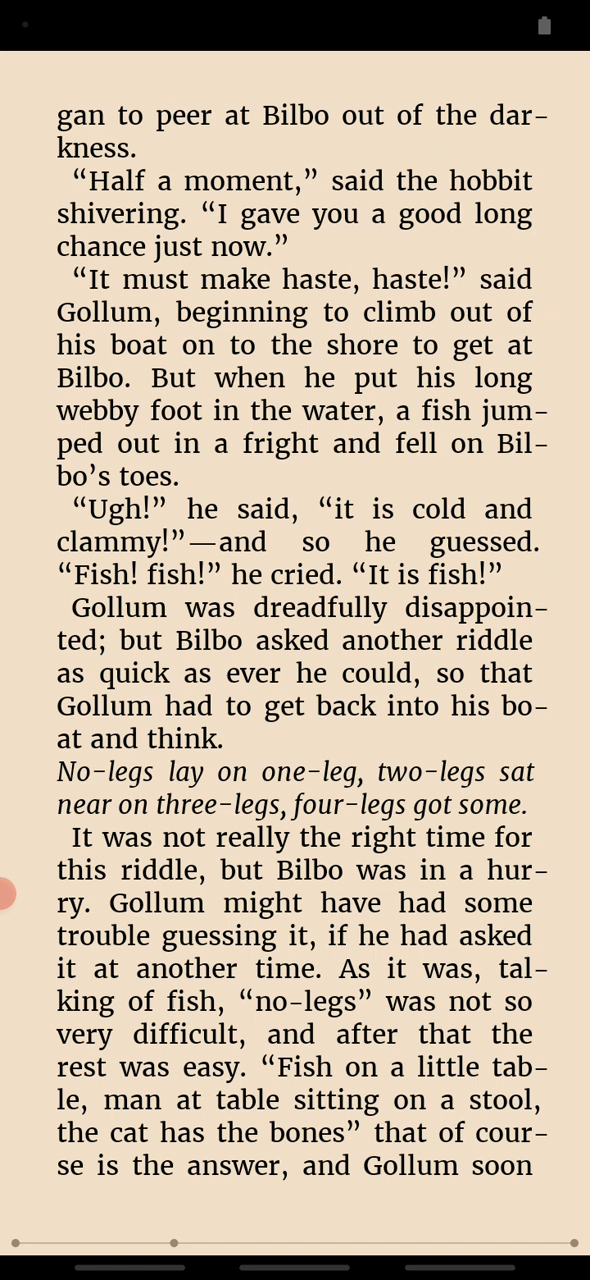 gan to peer at Bilbo out of the dar-
kness.
“Half a moment,” said the hobbit
shivering. “I gave you a good long
chance just now.”
“It must make haste, haste!” said
Gollum, beginning to climb out of
his boat on to the shore to get at
Bilbo. But when he put his long
webby foot in the water, a fish jum-
ped out in a fright and fell on Bil-
bo’s toes.
“Ugh!” he said, “it is cold and
clammy!”—and so he guessed.
“Fish! fish!” he cried. “It is fish!”
Gollum was dreadfully disappoin-
ted; but Bilbo asked another riddle
as quick as ever he could, so that
Gollum had to get back into his bo-
at and think.
No-legs lay on one-leg, two-legs sat
near on three-legs, four-legs got some.
It was not really the right time for
this riddle, but Bilbo was in a hur-
ry. Gollum might have had some
trouble guessing it, if he had asked
it at another time. As it was, tal-
king of fish, “no-legs” was not so
very difficult, and after that the
rest was easy. “Fish on a little tab-
le, man at table sitting on a stool,
the cat has the bones” that of cour-
se is the answer, and Gollum soon